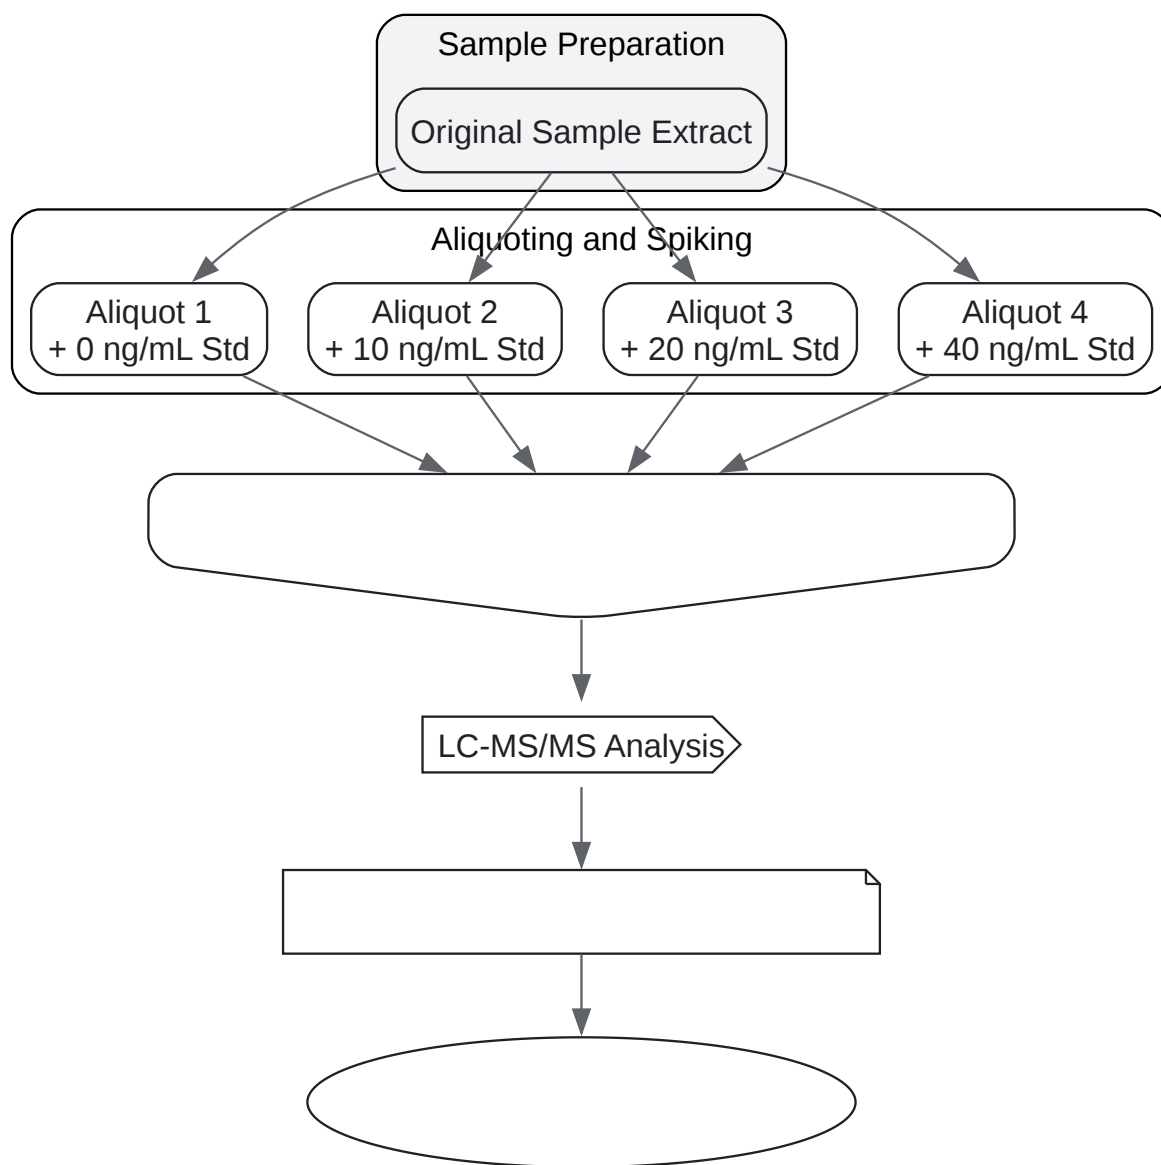 Sample Preparation
Original Sample Extract
Aliquoting and Spiking
Aliquot 1
+ 0 ng/mL Std
Aliquot 2
+ 10 ng/mL Std
Aliquot 3
+ 20 ng/mL Std
Aliquot 4
+ 40 ng/mL Std
LC-MS/MS Analysis